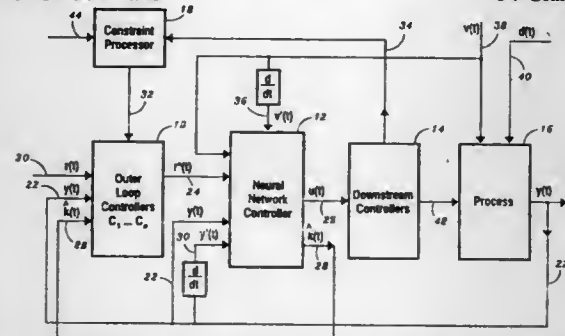 18
44
Constraint
Processor
34
v(t)
38
d(t)
40
d
dt
36
v'(t)
32
10
12
14
16
30
r(t)
22
y(t)
k̂(t)
28
Outer
Loop
Controllers
C₁ ... Cₙ
r*(t)
24
Neural
Network
Controller
u(t)
k̂(t)
28
Downstream
Controllers
42
Process
y(t)
22
y(t)
30
y'(t)
22
d
dt